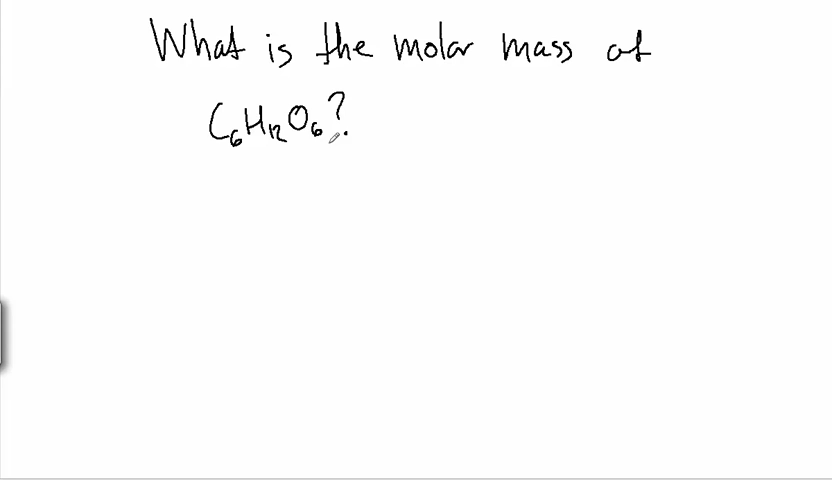 What is the molar mass of
C₆H₁₂O₆?